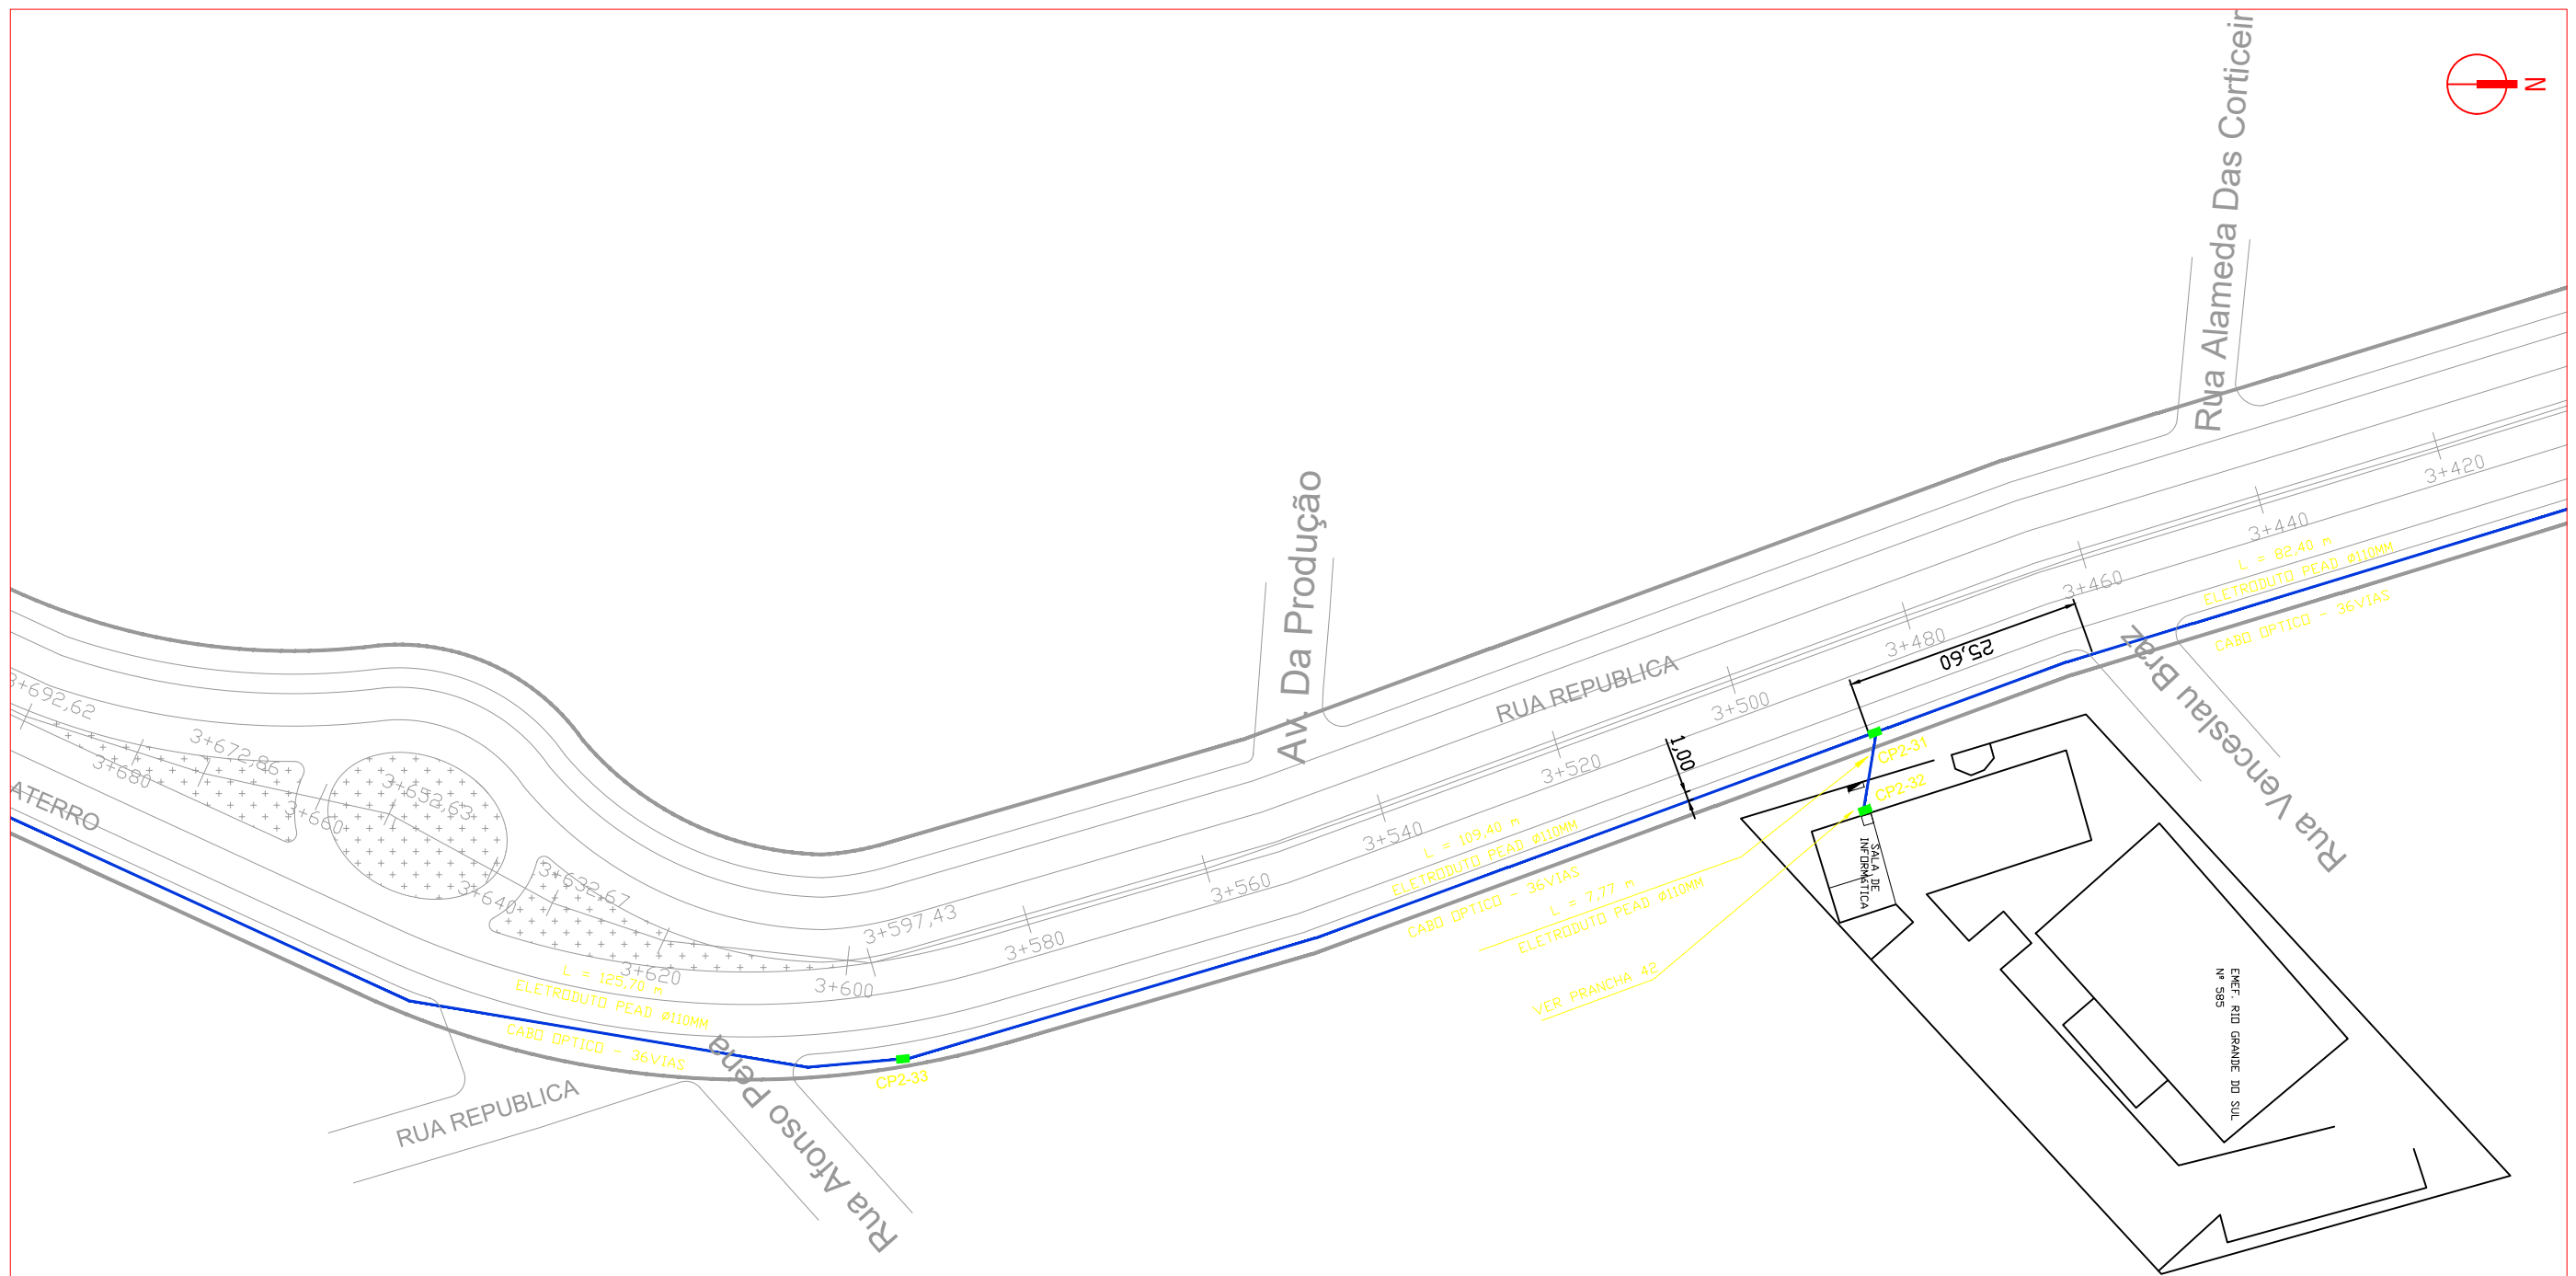 N
Rua Alameda Das Corticeir
3+420
3+440
L = 82,40 m
ELETRODUTO PEAD Ø110MM
CABO OPTICO - 36VIAS
3+460
3+480
25,60
Rua Venceslau Braz
Av. Da Produção
RUA REPUBLICA
3+500
3+520
1,00
CP2-31
CP2-32
SALA DE
INFORMATICA
3+540
L = 109,40 m
ELETRODUTO PEAD Ø110MM
CABO OPTICO - 36VIAS
L = 7,77 m
ELETRODUTO PEAD Ø110MM
VER PRANCHA 42
EMEF. RIO GRANDE DO SUL
Nº 585
3+560
3+580
3+597,43
3+600
3+620
3+632,67
3+640
3+652,63
3+660
3+672,86
3+680
3+692,62
ATERRO
L = 125,70 m
ELETRODUTO PEAD Ø110MM
CABO OPTICO - 36VIAS
CP2-33
RUA REPUBLICA
Rua Afonso Pena